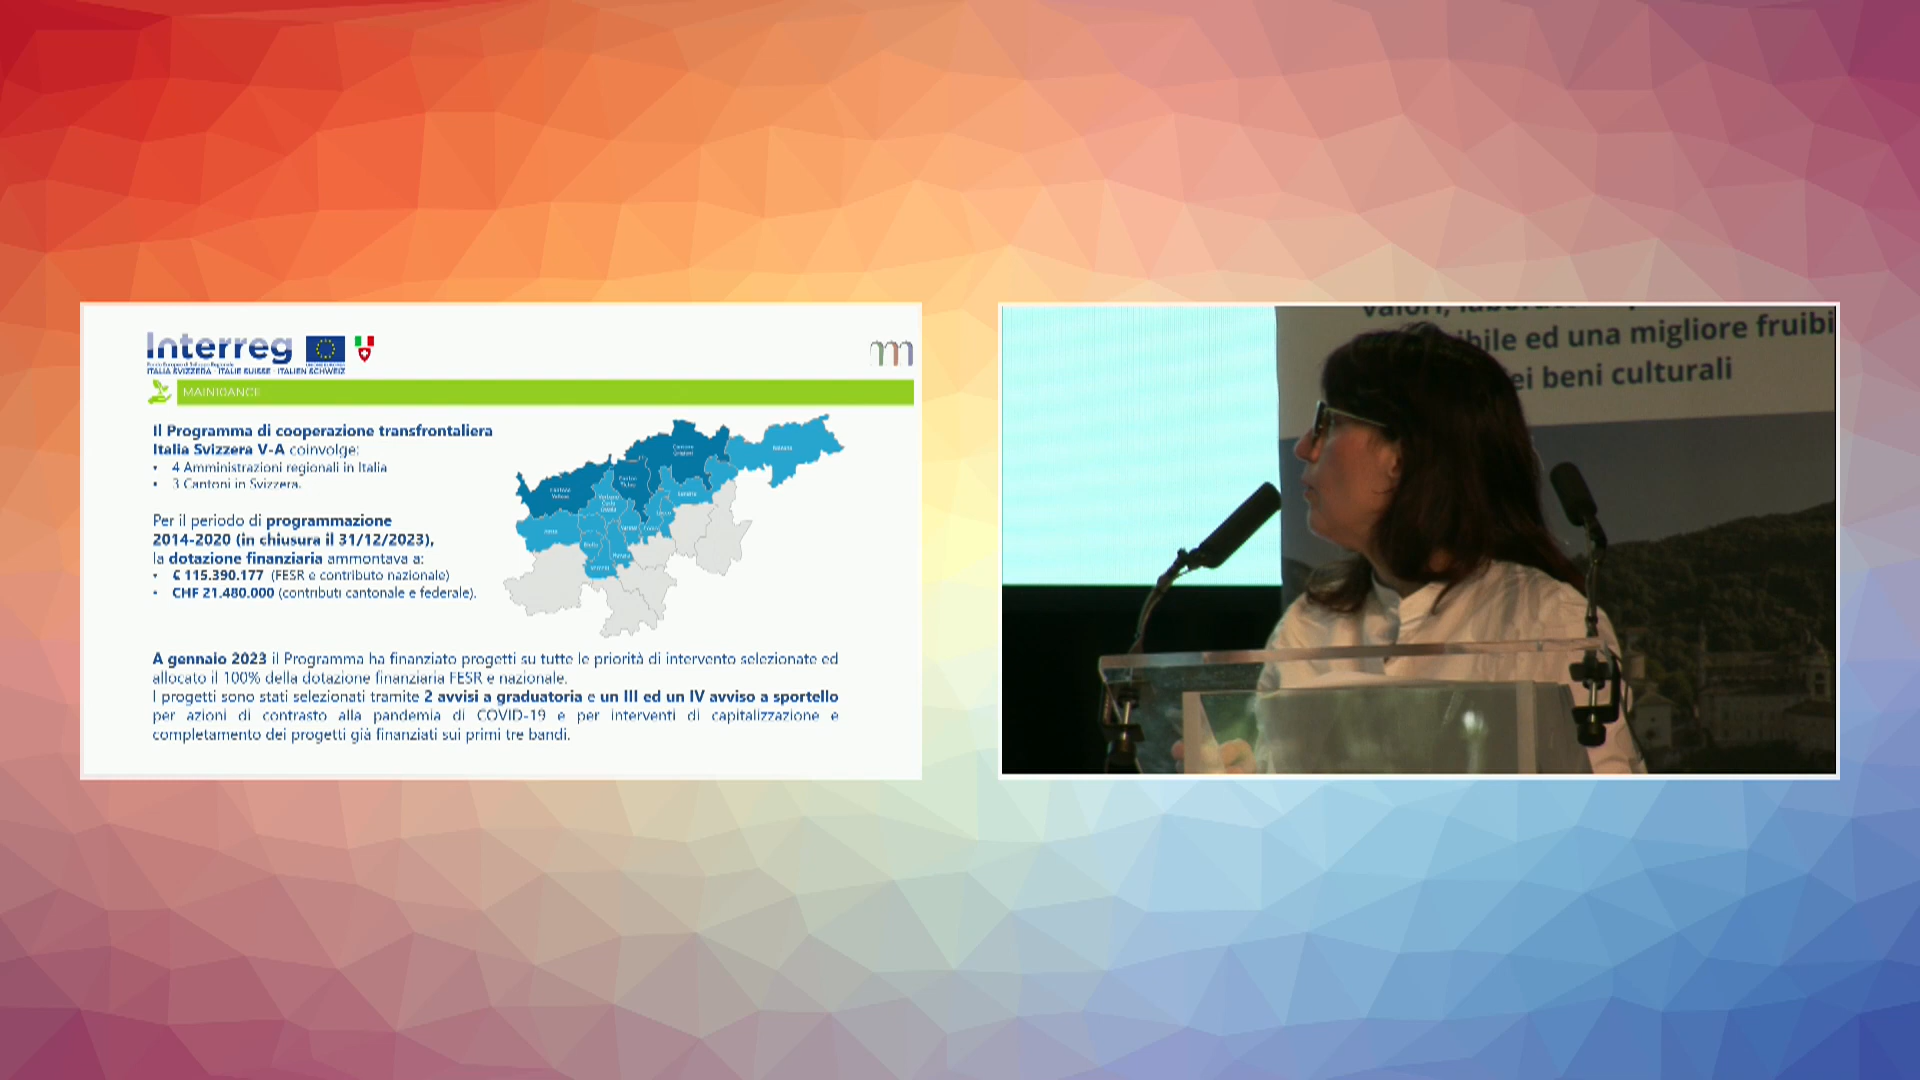 Interreg
ITALIA SVIZZERA · ITALIE SUISSE · ITALIEN SCHWEIZ
m
MAIN10ANCE
Il Programma di cooperazione transfrontaliera
Italia Svizzera V-A coinvolge:
• 4 Amministrazioni regionali in Italia
• 3 Cantoni in Svizzera.
Per il periodo di programmazione
2014-2020 (in chiusura il 31/12/2023),
la dotazione finanziaria ammontava a:
• € 115.390.177 (FESR e contributo nazionale)
• CHF 21.480.000 (contributi cantonale e federale).
A gennaio 2023 il Programma ha finanziato progetti su tutte le priorità di intervento selezionate ed
allocato il 100% della dotazione finanziaria FESR e nazionale.
I progetti sono stati selezionati tramite 2 avvisi a graduatoria e un III ed un IV avviso a sportello
per azioni di contrasto alla pandemia di COVID-19 e per interventi di capitalizzazione e
completamento dei progetti già finanziati sui primi tre bandi.
ed una migliore fruibi
ei beni culturali